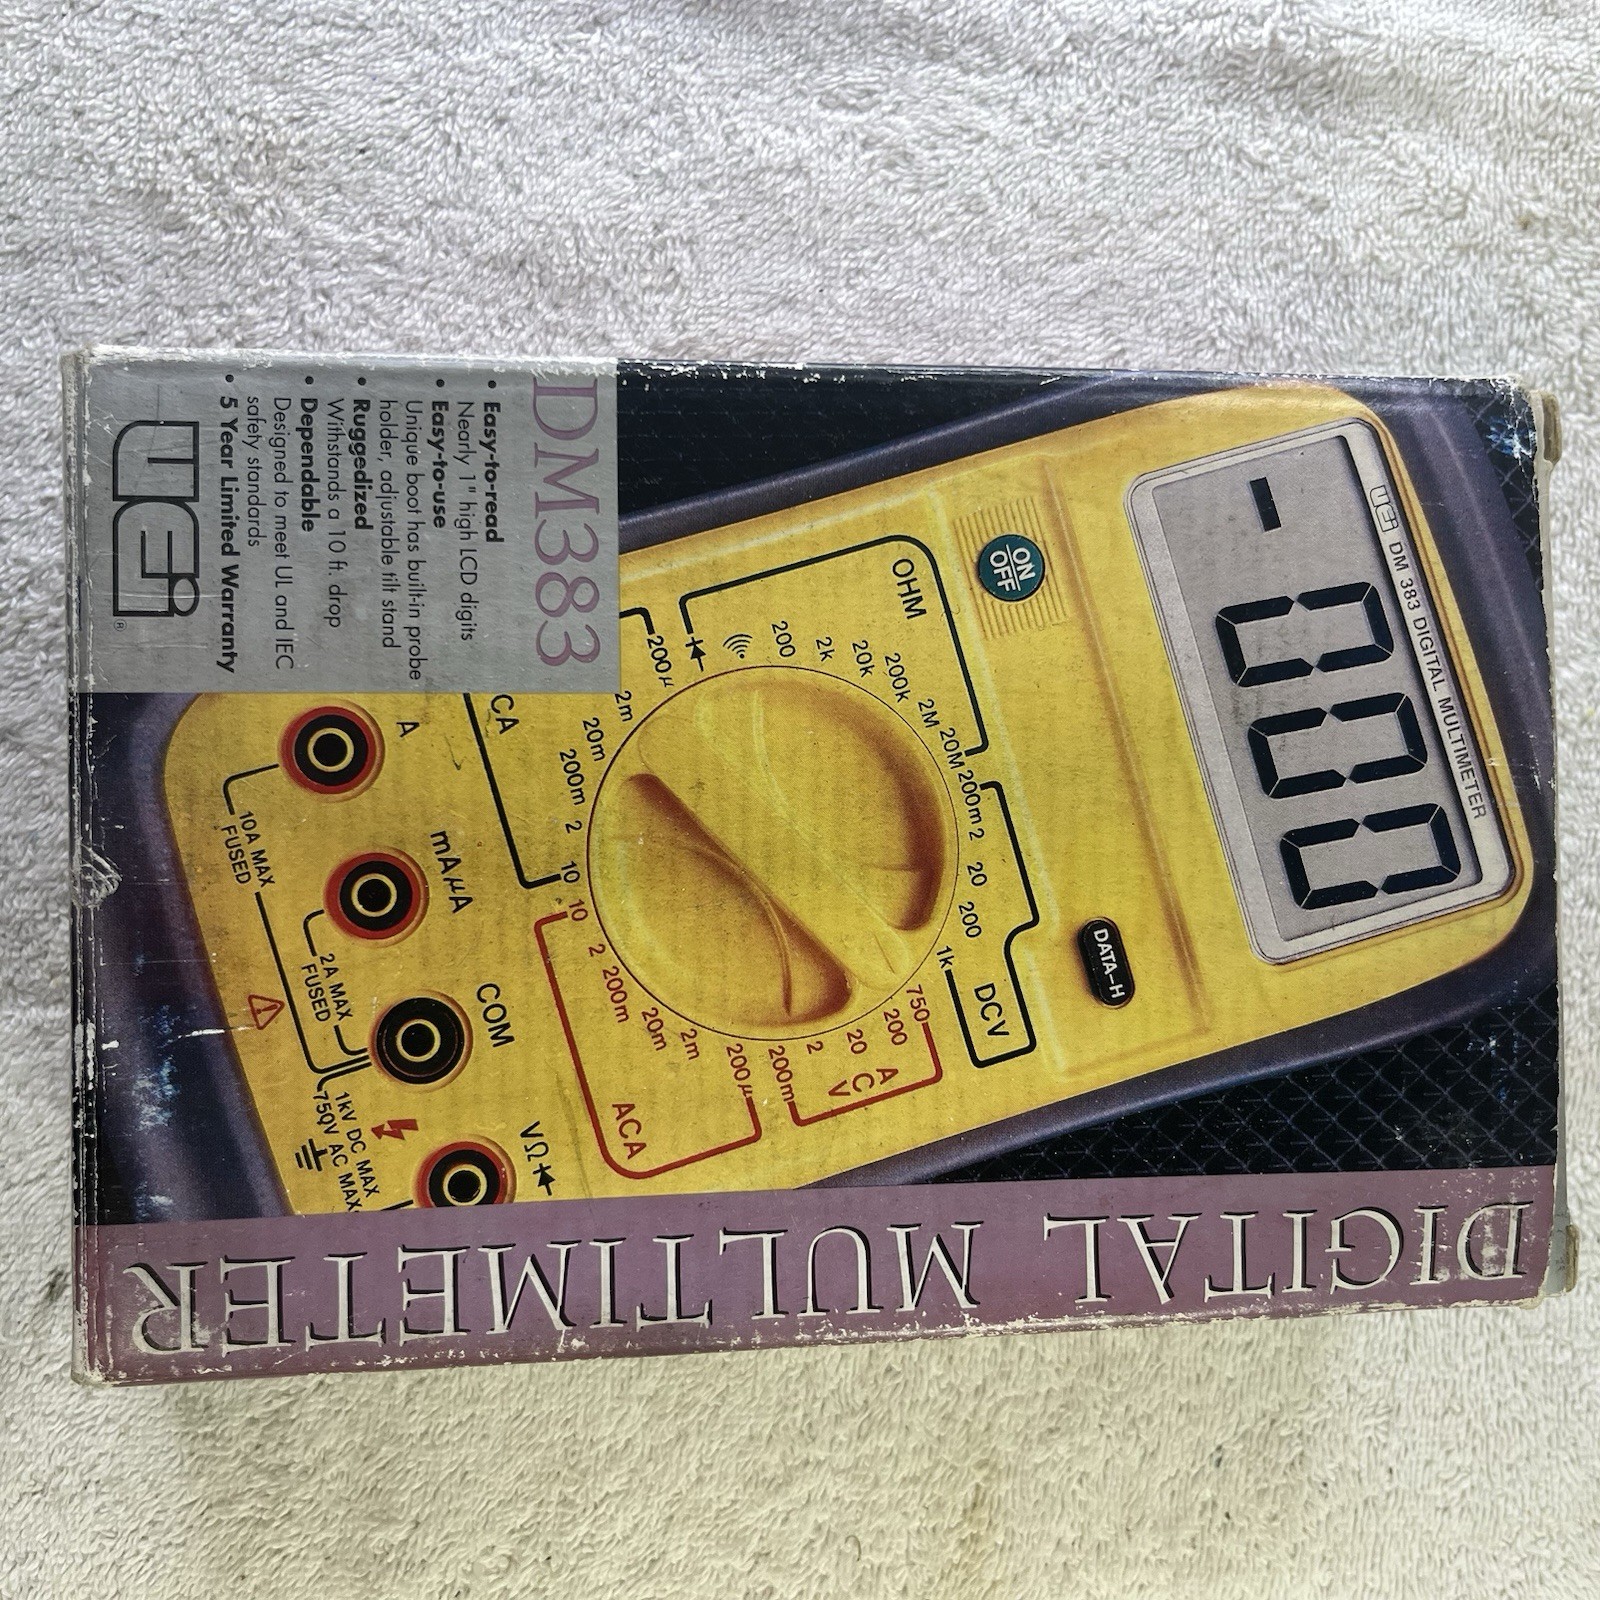 UEi DM 383 DIGITAL MULTIMETER
-000
ON
OFF
DATA-H
OHM
200
2k
20k
200k
2M
20M
DCV
200m
2
20
200
1k
ACV
750
200
20
2
200m
ACA
200µ
2m
20m
200m
2
10
CA
10
2
200m
20m
2m
200µ
A
mAµA
COM
VΩ
10A MAX
FUSED
2A MAX
FUSED
1kV DC MAX
750V AC MAX
DM383
• Easy-to-read
Nearly 1" high LCD digits
• Easy-to-use
Unique boot has built-in probe
holder, adjustable tilt stand
• Ruggedized
Withstands a 10 ft. drop
• Dependable
Designed to meet UL and IEC
safety standards
• 5 Year Limited Warranty
UEi®
DIGITAL MULTIMETER